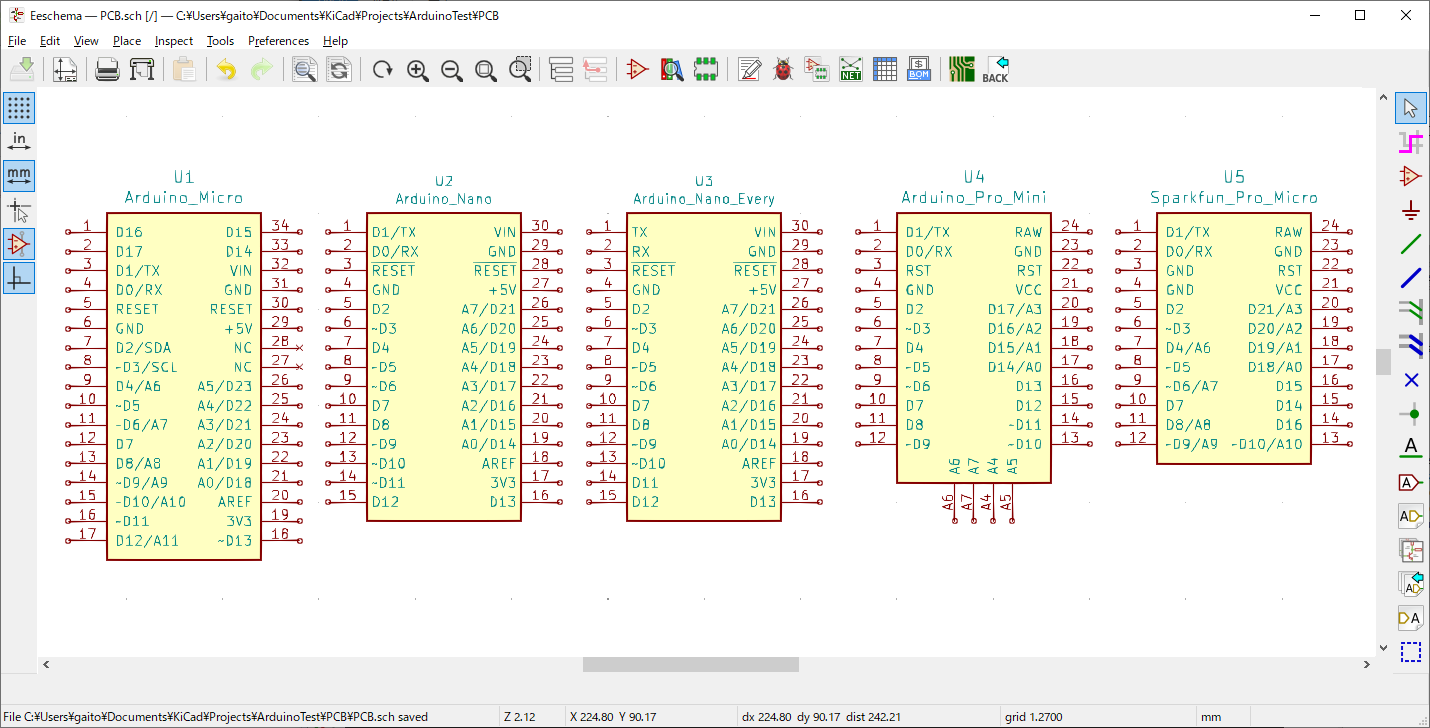 Eeschema — PCB.sch [/] — C:¥Users¥gaito¥Documents¥KiCad¥Projects¥ArduinoTest¥PCB
File Edit View Place Inspect Tools Preferences Help
NET BOM BACK
in
mm
A
A
A
A
A
U1
Arduino_Micro
1 D16 D15 34
2 D17 D14 33
3 D1/TX VIN 32
4 D0/RX GND 31
5 RESET RESET 30
6 GND +5V 29
7 D2/SDA NC 28
8 ~D3/SCL NC 27
9 D4/A6 A5/D23 26
10 ~D5 A4/D22 25
11 ~D6/A7 A3/D21 24
12 D7 A2/D20 23
13 D8/A8 A1/D19 22
14 ~D9/A9 A0/D18 21
15 ~D10/A10 AREF 20
16 ~D11 3V3 19
17 D12/A11 ~D13 18
U2
Arduino_Nano
1 D1/TX VIN 30
2 D0/RX GND 29
3 RESET RESET 28
4 GND +5V 27
5 D2 A7/D21 26
6 ~D3 A6/D20 25
7 D4 A5/D19 24
8 ~D5 A4/D18 23
9 ~D6 A3/D17 22
10 D7 A2/D16 21
11 D8 A1/D15 20
12 ~D9 A0/D14 19
13 ~D10 AREF 18
14 ~D11 3V3 17
15 D12 D13 16
U3
Arduino_Nano_Every
1 TX VIN 30
2 RX GND 29
3 RESET RESET 28
4 GND +5V 27
5 D2 A7/D21 26
6 ~D3 A6/D20 25
7 D4 A5/D19 24
8 ~D5 A4/D18 23
9 ~D6 A3/D17 22
10 D7 A2/D16 21
11 D8 A1/D15 20
12 ~D9 A0/D14 19
13 ~D10 AREF 18
14 D11 3V3 17
15 D12 D13 16
U4
Arduino_Pro_Mini
1 D1/TX RAW 24
2 D0/RX GND 23
3 RST RST 22
4 GND VCC 21
5 D2 D17/A3 20
6 ~D3 D16/A2 19
7 D4 D15/A1 18
8 ~D5 D14/A0 17
9 ~D6 D13 16
10 D7 D12 15
11 D8 ~D11 14
12 ~D9 ~D10 13
A6 A7 A4 A5
A6 A7 A4 A5
U5
Sparkfun_Pro_Micro
1 D1/TX RAW 24
2 D0/RX GND 23
3 GND RST 22
4 GND VCC 21
5 D2 D21/A3 20
6 ~D3 D20/A2 19
7 D4/A6 D19/A1 18
8 ~D5 D18/A0 17
9 ~D6/A7 D15 16
10 D7 D14 15
11 D8/A8 D16 14
12 ~D9/A9 ~D10/A10 13
File C:¥Users¥gaito¥Documents¥KiCad¥Projects¥ArduinoTest¥PCB¥PCB.sch saved Z 2.12 X 224.80 Y 90.17 dx 224.80 dy 90.17 dist 242.21 grid 1.2700 mm